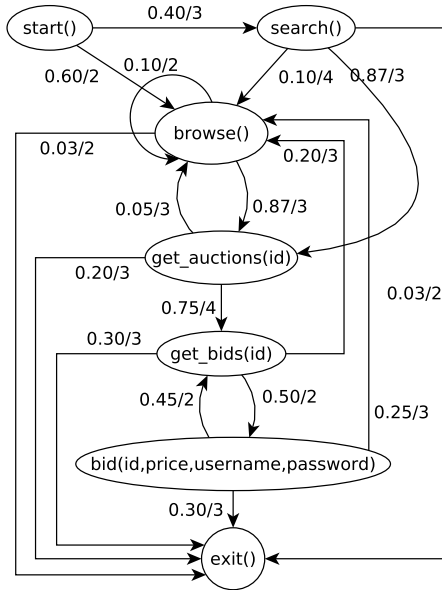 0.40/3
start()
search()
0.10/2
0.60/2
0.10/4
0.87/3
browse()
0.03/2
0.20/3
0.05/3
0.87/3
get_auctions(id)
0.20/3
0.03/2
0.75/4
0.30/3
get_bids(id)
0.45/2
0.50/2
0.25/3
bid(id,price,username,password)
0.30/3
exit()